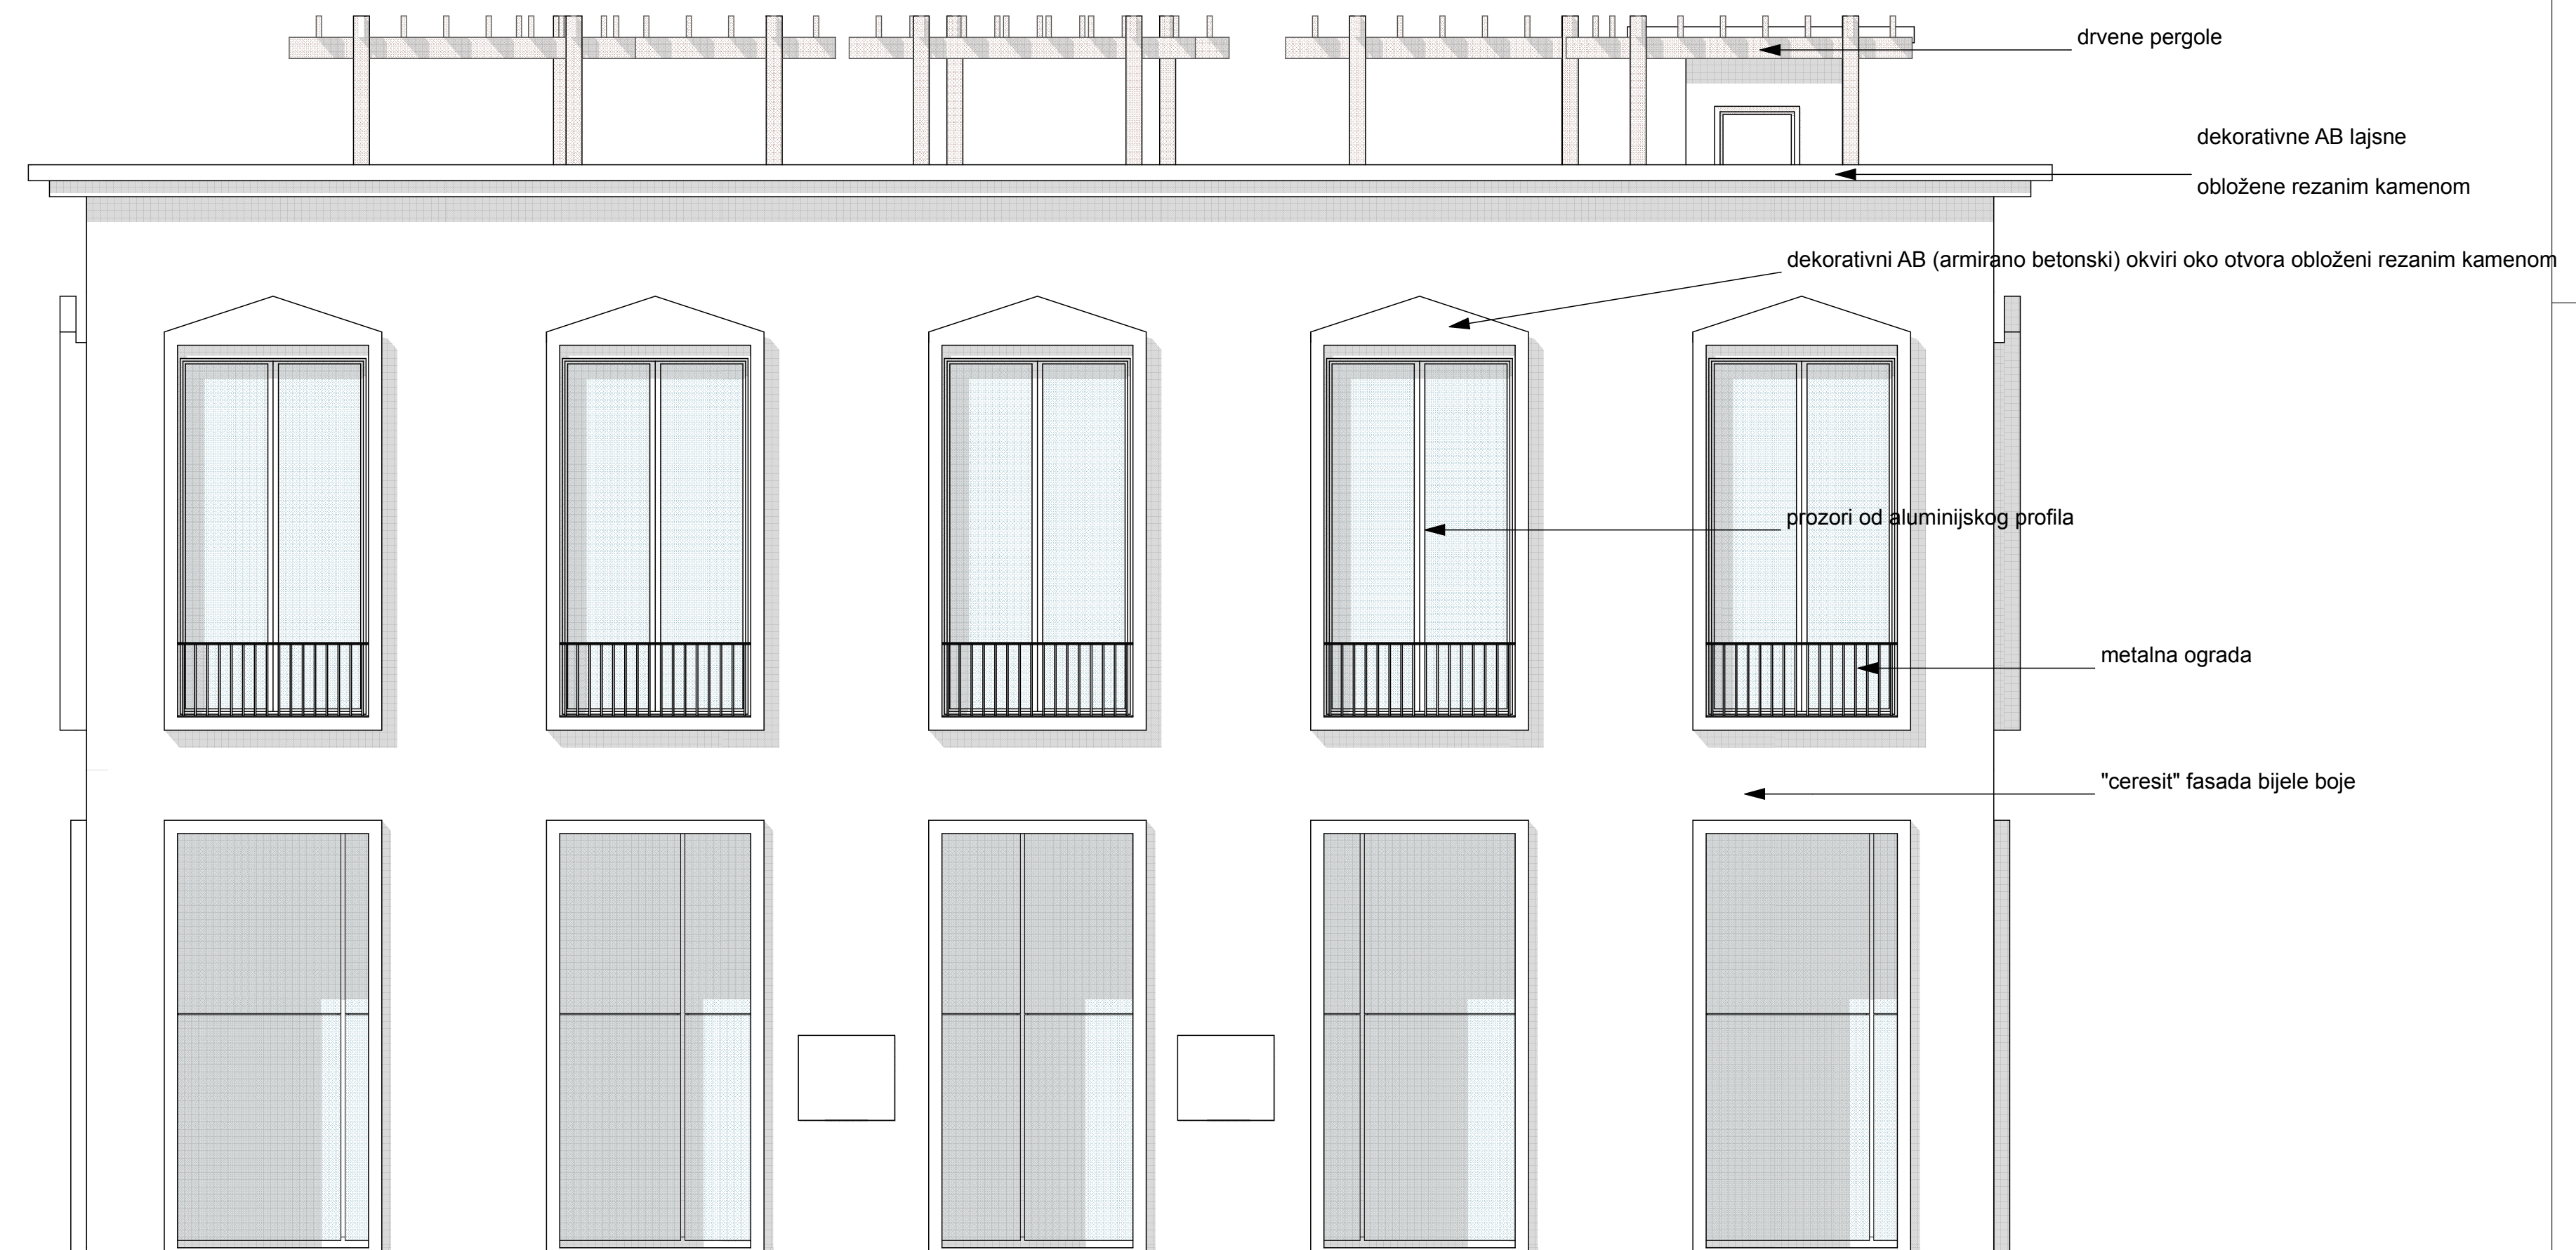 drvene pergole
dekorativne AB lajsne
obložene rezanim kamenom
dekorativni AB (armirano betonski) okviri oko otvora obloženi rezanim kamenom
prozori od aluminijskog profila
metalna ograda
"ceresit" fasada bijele boje